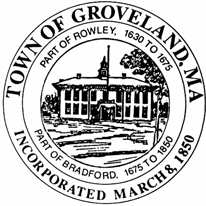 TOWN OF GROVELAND, MA
PART OF ROWLEY, 1630 TO 1675
PART OF BRADFORD, 1675 TO 1850
INCORPORATED MARCH 8, 1850